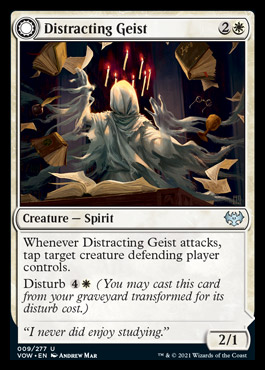 Distracting Geist 2
Creature — Spirit
Whenever Distracting Geist attacks,
tap target creature defending player
controls.
Disturb 4 (You may cast this card
from your graveyard transformed for its
disturb cost.)
"I never did enjoy studying."
2/1
009/277 U
VOW • EN Andrew Mar
™ & © 2021 Wizards of the Coast